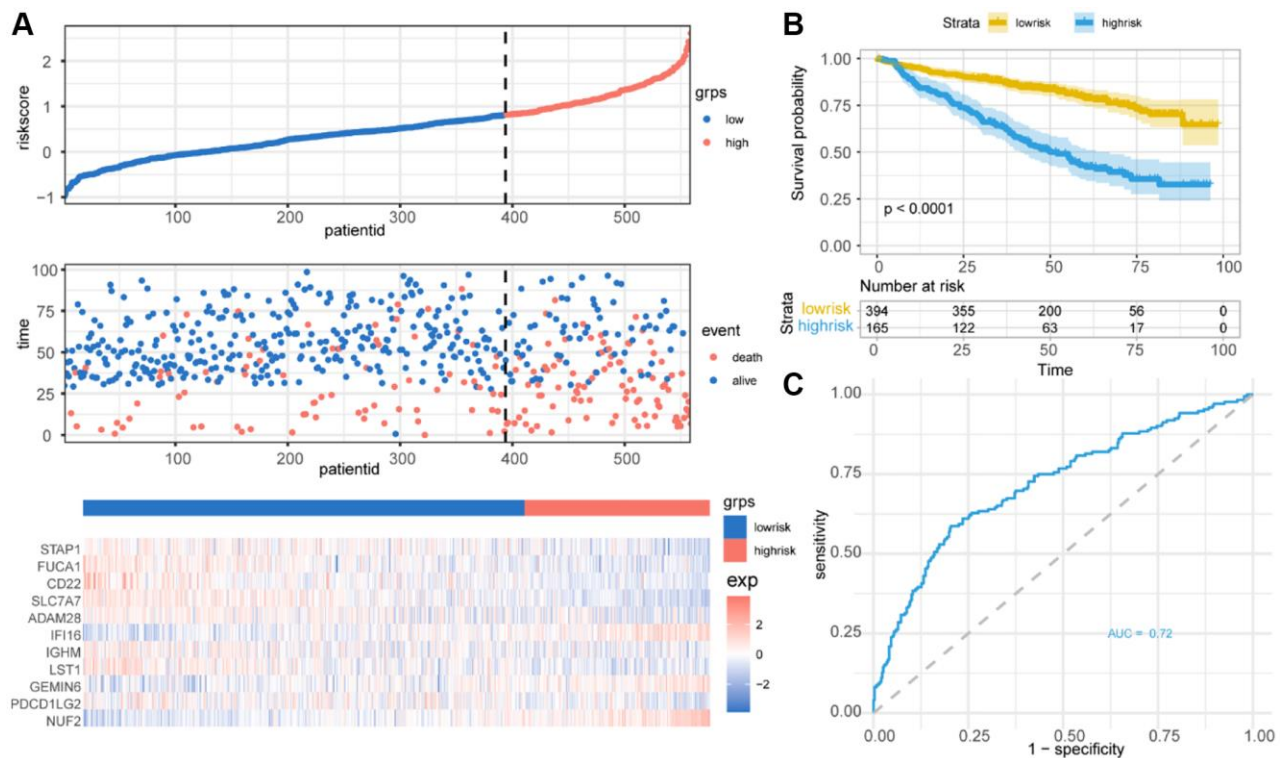 A
2
1
0
−1
riskscore
100 200 300 400 500
patientid
grps
low
high
100
75
50
25
0
time
100 200 300 400 500
patientid
event
death
alive
grps
lowrisk
highrisk
STAP1
FUCA1
CD22
SLC7A7
ADAM28
IFI16
IGHM
LST1
GEMIN6
PDCD1LG2
NUF2
exp
2
0
−2
B
Strata lowrisk highrisk
1.00
0.75
0.50
0.25
0.00
Survival probability
p < 0.0001
0 25 50 75 100
Number at risk
Strata
lowrisk 394 355 200 56 0
highrisk 165 122 63 17 0
0 25 50 75 100
Time
C
1.00
0.75
0.50
0.25
0.00
sensitivity
AUC = 0.72
0.00 0.25 0.50 0.75 1.00
1 − specificity